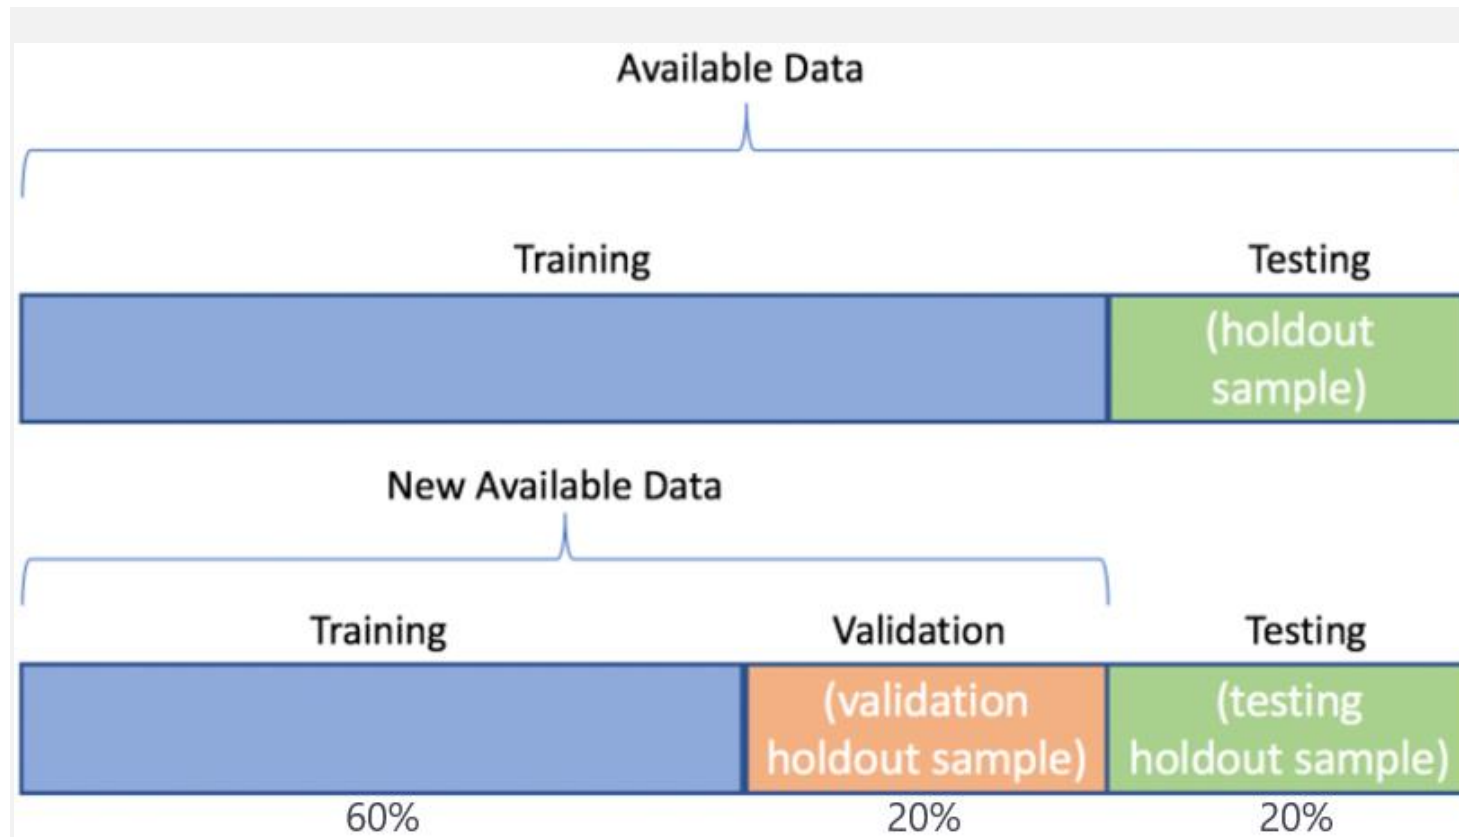 Available Data
Training Testing
(holdout
sample)
New Available Data
Training Validation Testing
(validation
holdout sample)
(testing
holdout sample)
60% 20% 20%